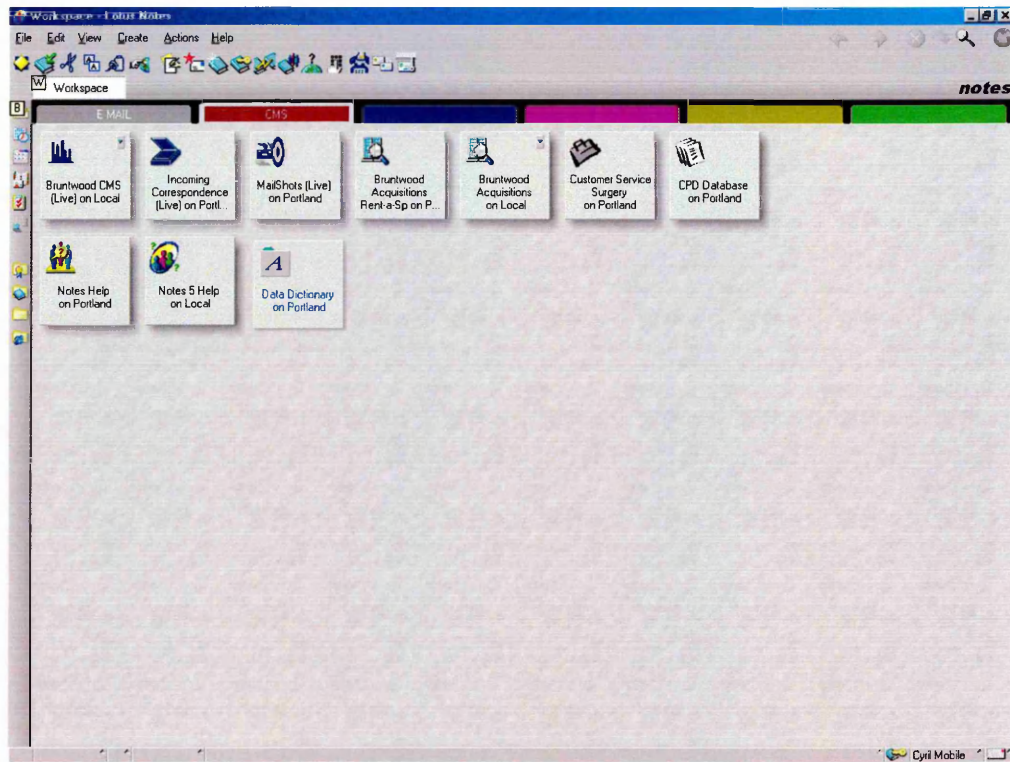 Workspace - Lotus Notes
File Edit View Create Actions Help
W Workspace
notes
E MAIL
CMS
B
Bruntwood CMS
(Live) on Local
Incoming
Correspondence
(Live) on Portl...
MailShots (Live)
on Portland
Bruntwood
Acquisitions
Rent-a-Sp on P...
Bruntwood
Acquisitions
on Local
Customer Service
Surgery
on Portland
CPD Database
on Portland
Notes Help
on Portland
Notes 5 Help
on Local
A
Data Dictionary
on Portland
Cyril Mobile